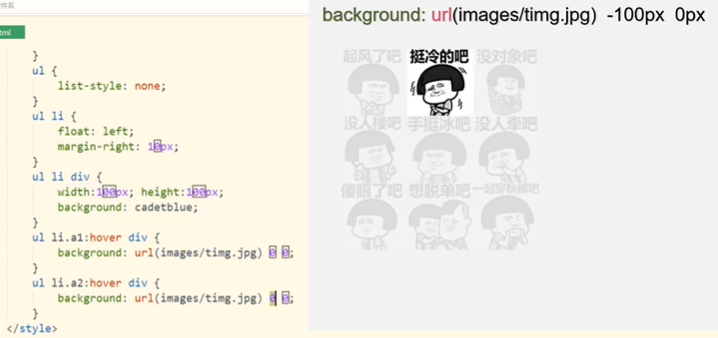 件名
tml
}
ul {
list-style: none;
}
ul li {
float: left;
margin-right: 10px;
}
ul li div {
width:100px; height:100px;
background: cadetblue;
}
ul li.a1:hover div {
background: url(images/timg.jpg) 0 0;
}
ul li.a2:hover div {
background: url(images/timg.jpg) 0 0;
}
</style>
background: url(images/timg.jpg) -100px 0px
起风了吧 挺冷的吧 没对象吧
没人搂吧 手挺冰吧 没人牵吧
傻眼了吧 想脱单吧 一起穿秋裤吧